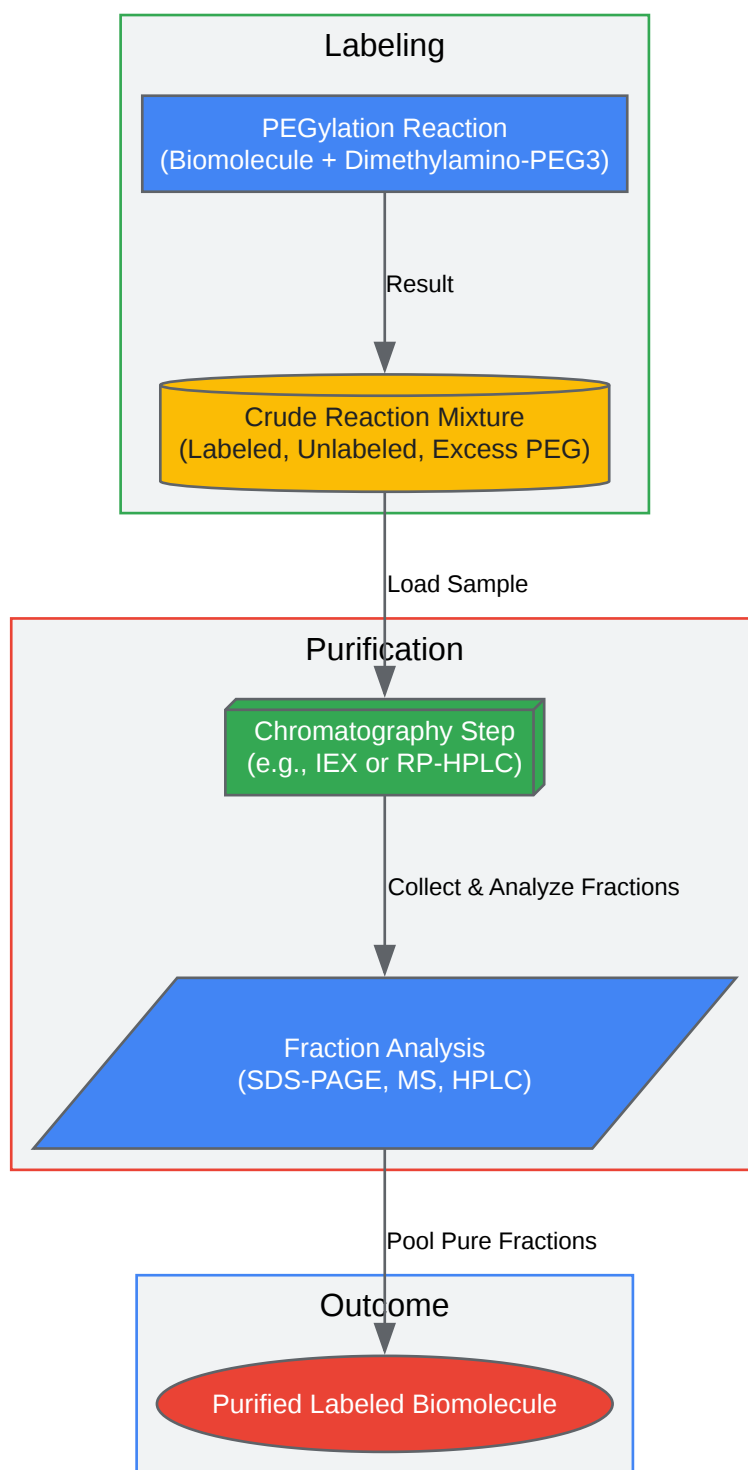 Labeling
PEGylation Reaction
(Biomolecule + Dimethylamino-PEG3)
Result
Crude Reaction Mixture
(Labeled, Unlabeled, Excess PEG)
Load Sample
Purification
Chromatography Step
(e.g., IEX or RP-HPLC)
Collect & Analyze Fractions
Fraction Analysis
(SDS-PAGE, MS, HPLC)
Pool Pure Fractions
Outcome
Purified Labeled Biomolecule